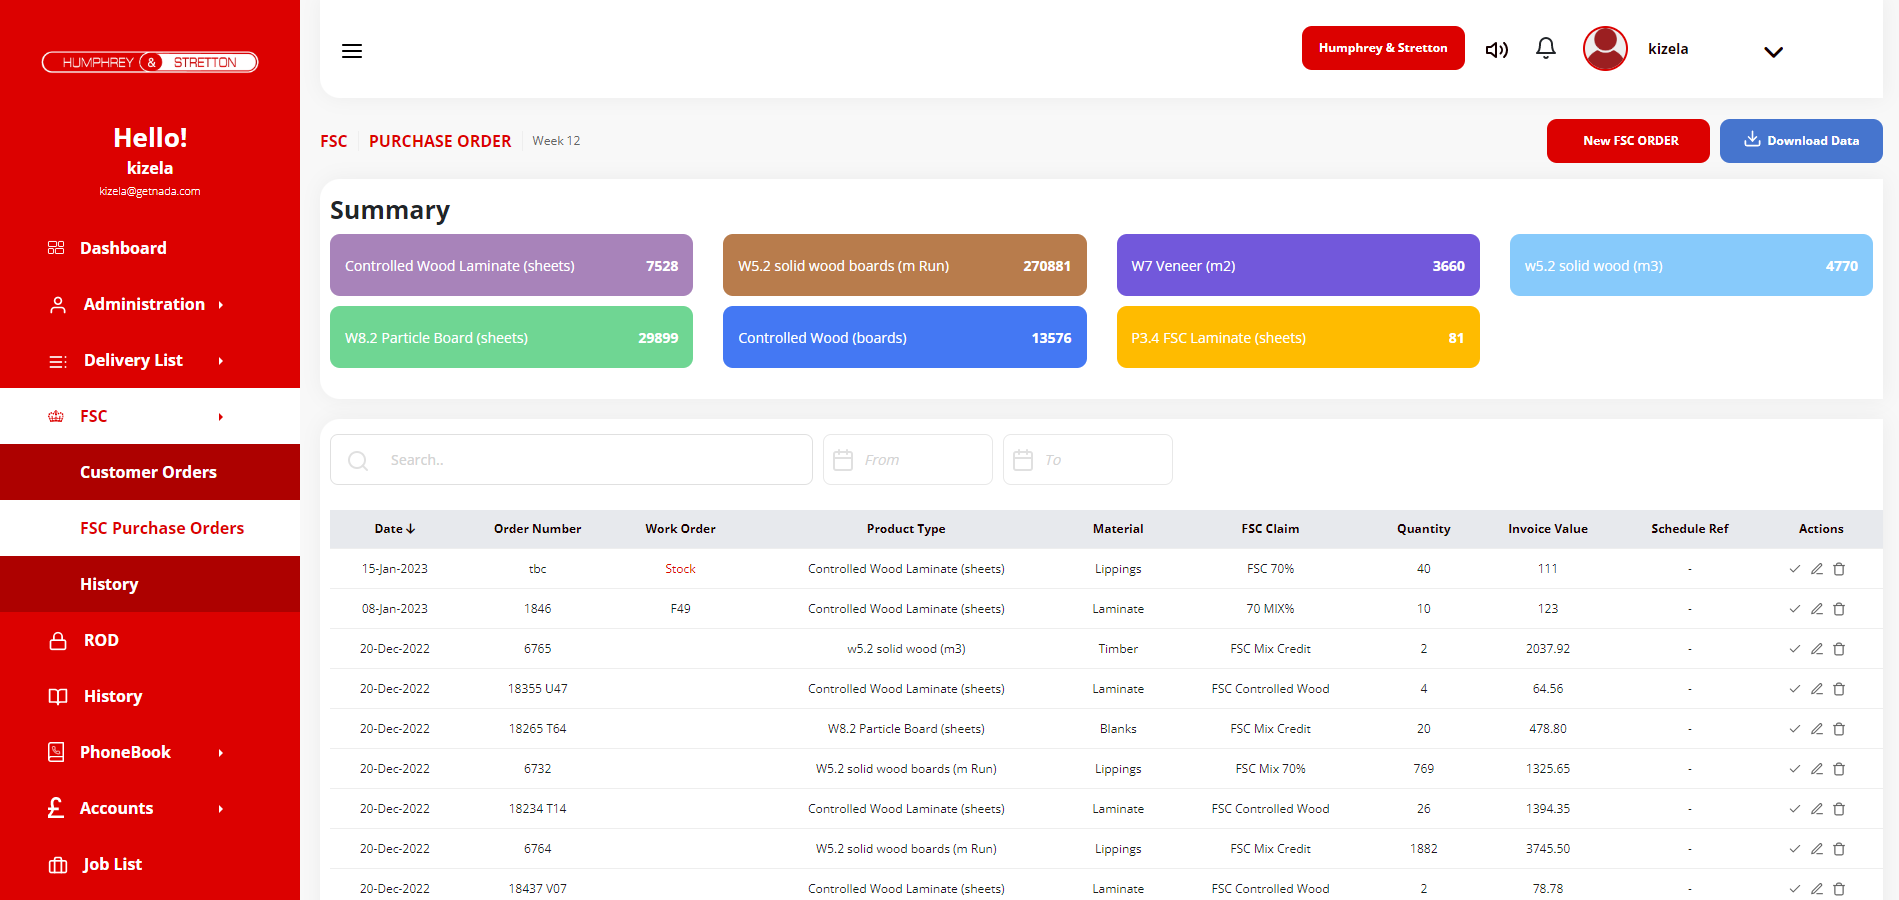 HUMPHREY & STRETTON
Hello!
kizela
kizela@getnada.com
Dashboard
Administration
Delivery List
FSC
Customer Orders
FSC Purchase Orders
History
ROD
History
PhoneBook
Accounts
Job List
Humphrey & Stretton kizela
FSC PURCHASE ORDER Week 12 New FSC ORDER Download Data
Summary
Controlled Wood Laminate (sheets) 7528 W5.2 solid wood boards (m Run) 270881 W7 Veneer (m2) 3660 w5.2 solid wood (m3) 4770
W8.2 Particle Board (sheets) 29899 Controlled Wood (boards) 13576 P3.4 FSC Laminate (sheets) 81
Search.. From To
Date Order Number Work Order Product Type Material FSC Claim Quantity Invoice Value Schedule Ref Actions
15-Jan-2023 tbc Stock Controlled Wood Laminate (sheets) Lippings FSC 70% 40 111 -
08-Jan-2023 1846 F49 Controlled Wood Laminate (sheets) Laminate 70 MIX% 10 123 -
20-Dec-2022 6765 w5.2 solid wood (m3) Timber FSC Mix Credit 2 2037.92 -
20-Dec-2022 18355 U47 Controlled Wood Laminate (sheets) Laminate FSC Controlled Wood 4 64.56 -
20-Dec-2022 18265 T64 W8.2 Particle Board (sheets) Blanks FSC Mix Credit 20 478.80 -
20-Dec-2022 6732 W5.2 solid wood boards (m Run) Lippings FSC Mix 70% 769 1325.65 -
20-Dec-2022 18234 T14 Controlled Wood Laminate (sheets) Laminate FSC Controlled Wood 26 1394.35 -
20-Dec-2022 6764 W5.2 solid wood boards (m Run) Lippings FSC Mix Credit 1882 3745.50 -
20-Dec-2022 18437 V07 Controlled Wood Laminate (sheets) Laminate FSC Controlled Wood 2 78.78 -